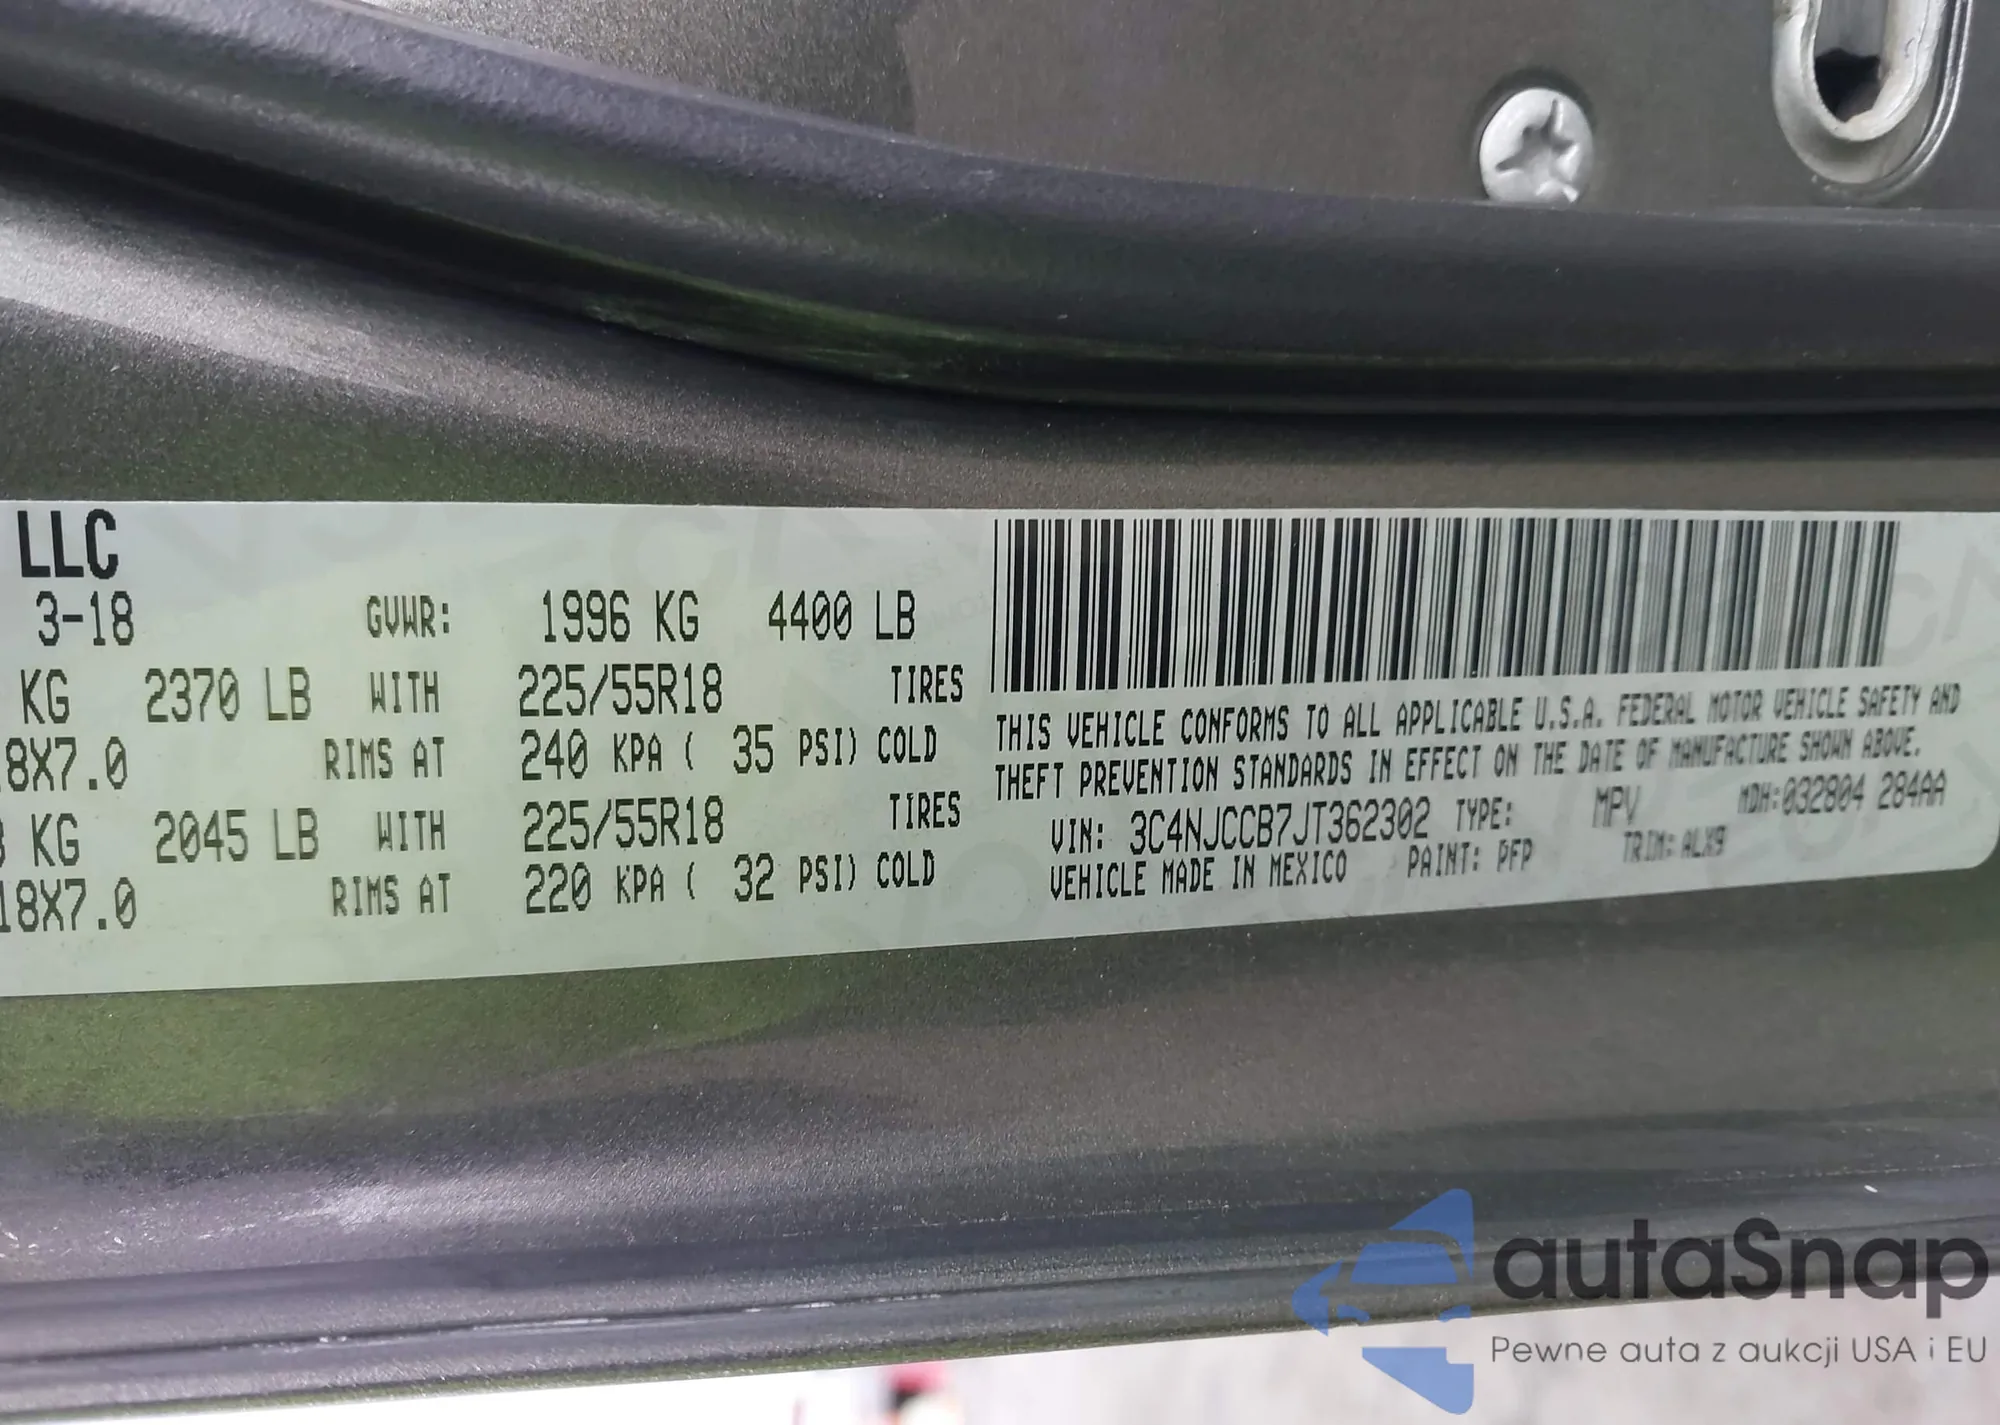 LLC
3-18 GVWR: 1996 KG 4400 LB
KG 2370 LB WITH 225/55R18 TIRES
8X7.0 RIMS AT 240 KPA ( 35 PSI) COLD
KG 2045 LB WITH 225/55R18 TIRES
18X7.0 RIMS AT 220 KPA ( 32 PSI) COLD
THIS VEHICLE CONFORMS TO ALL APPLICABLE U.S.A. FEDERAL MOTOR VEHICLE SAFETY AND
THEFT PREVENTION STANDARDS IN EFFECT ON THE DATE OF MANUFACTURE SHOWN ABOVE.
VIN: 3C4NJCCB7JT362302 TYPE: MPV MDH:032804 284AA
VEHICLE MADE IN MEXICO PAINT: PFP TRIM: ALX9
autaSnap
Pewne auta z aukcji USA i EU